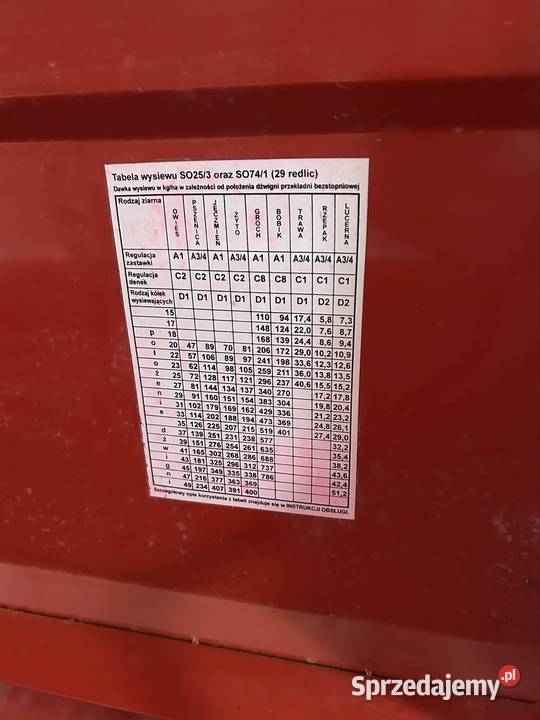 Tabela wysiewu SO25/3 oraz SO74/1 (29 redlic)
Dawka wysiewu w kg/ha w zależności od położenia dźwigni przekładni bezstopniowej
Rodzaj ziarna OWIES PSZENICA JĘCZMIEŃ ŻYTO GROCH BOBIK TRAWA RZEPAK LUCERNA
Regulacja zastawki A1 A3/4 A1 A3/4 A1 A1 A3/4 A3/4 A3/4
Regulacja denek C2 C2 C2 C2 C8 C8 C1 C1 C1
Rodzaj kółek wysiewających D1 D1 D1 D1 D1 D1 D1 D2 D2
15 110 94 17,4 5,8 7,3
17 148 124 22,0 7,6 8,7
p 18 168 139 24,4 8,6 9,4
o 20 47 89 70 81 206 172 29,0 10,2 10,9
ł 22 57 106 89 97 241 198 33,6 12,3 12,6
o 23 62 114 98 105 259 211 36,0 13,8 13,5
ż 25 72 128 117 121 296 237 40,6 15,5 15,2
e 27 81 144 134 137 340 270 17,2 17,8
n 29 91 160 151 154 383 304 19,8 20,4
i 31 102 179 169 162 429 336 21,2 23,2
e 33 114 202 188 194 473 369 24,8 26,1
35 126 225 207 215 519 401 27,4 29,0
d 37 139 251 231 238 577 32,2
ź 39 151 276 254 261 635 35,4
w 41 165 302 268 286 688 38,2
i 43 181 325 296 312 737 43,6
g 45 197 349 335 338 786 42,4
n 47 216 377 363 369 51,2
i 49 234 407 391 400
Szczegółowy opis korzystania z tabeli znajduje się w INSTRUKCJI OBSŁUGI.
Sprzedajemy.pl